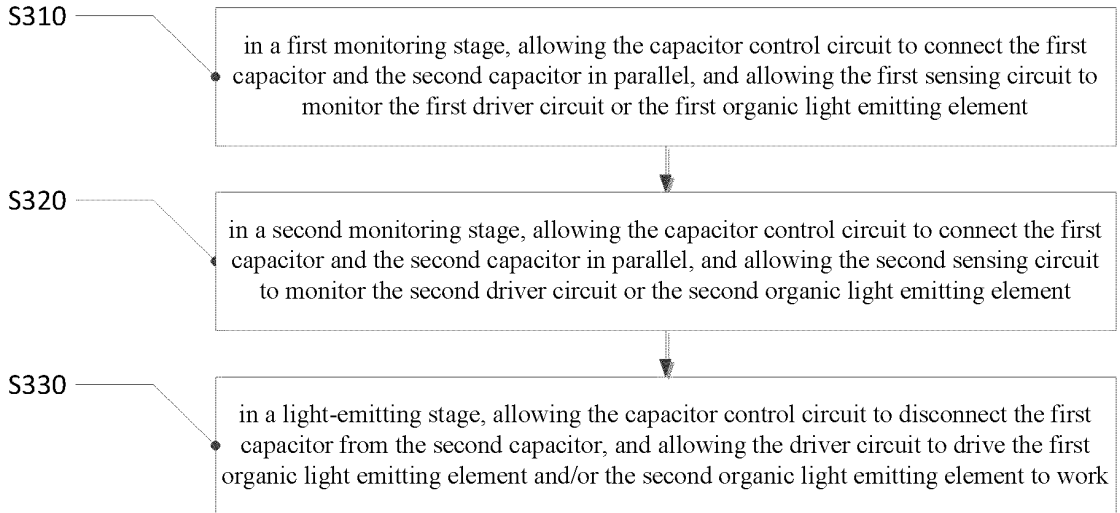 S310
in a first monitoring stage, allowing the capacitor control circuit to connect the first
capacitor and the second capacitor in parallel, and allowing the first sensing circuit to
monitor the first driver circuit or the first organic light emitting element
S320
in a second monitoring stage, allowing the capacitor control circuit to connect the first
capacitor and the second capacitor in parallel, and allowing the second sensing circuit
to monitor the second driver circuit or the second organic light emitting element
S330
in a light-emitting stage, allowing the capacitor control circuit to disconnect the first
capacitor from the second capacitor, and allowing the driver circuit to drive the first
organic light emitting element and/or the second organic light emitting element to work